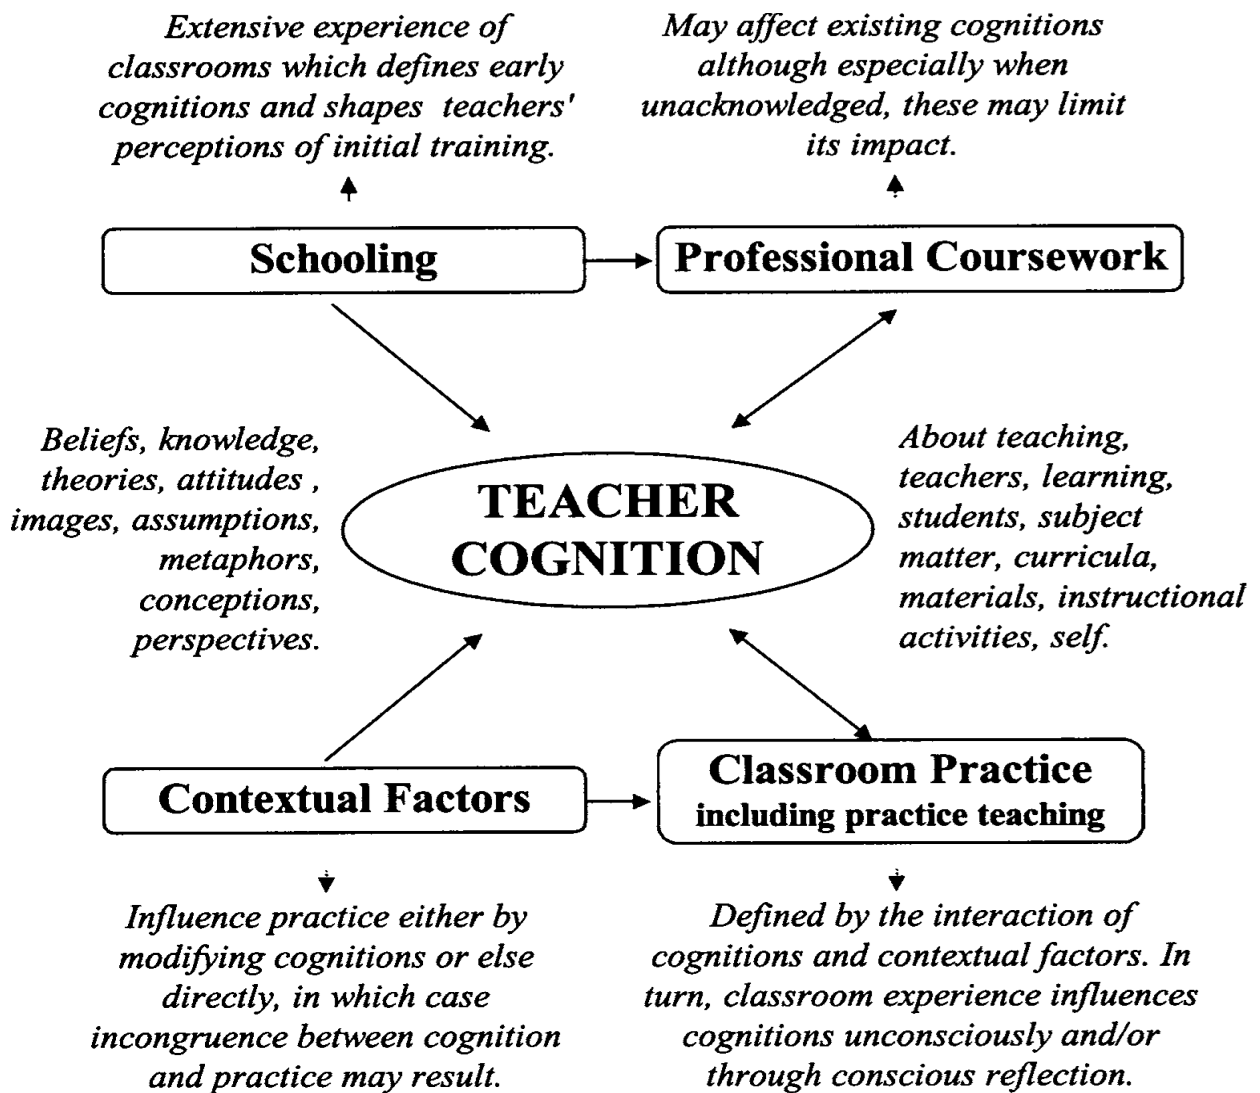 Extensive experience of
classrooms which defines early
cognitions and shapes teachers'
perceptions of initial training.
May affect existing cognitions
although especially when
unacknowledged, these may limit
its impact.
Schooling
Professional Coursework
Beliefs, knowledge,
theories, attitudes ,
images, assumptions,
metaphors,
conceptions,
perspectives.
TEACHER
COGNITION
About teaching,
teachers, learning,
students, subject
matter, curricula,
materials, instructional
activities, self.
Contextual Factors
Classroom Practice
including practice teaching
Influence practice either by
modifying cognitions or else
directly, in which case
incongruence between cognition
and practice may result.
Defined by the interaction of
cognitions and contextual factors. In
turn, classroom experience influences
cognitions unconsciously and/or
through conscious reflection.